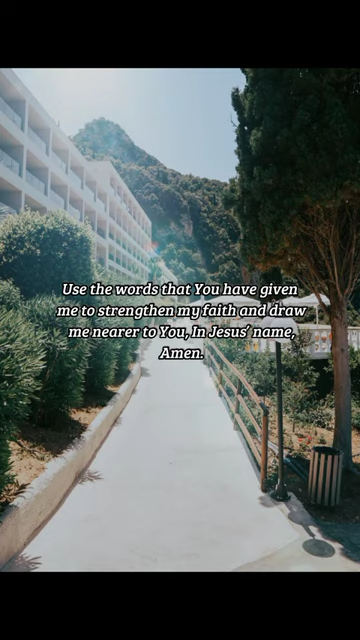 Use the words that You have given
me to strengthen my faith and draw
me nearer to You, In Jesus' name,
Amen.